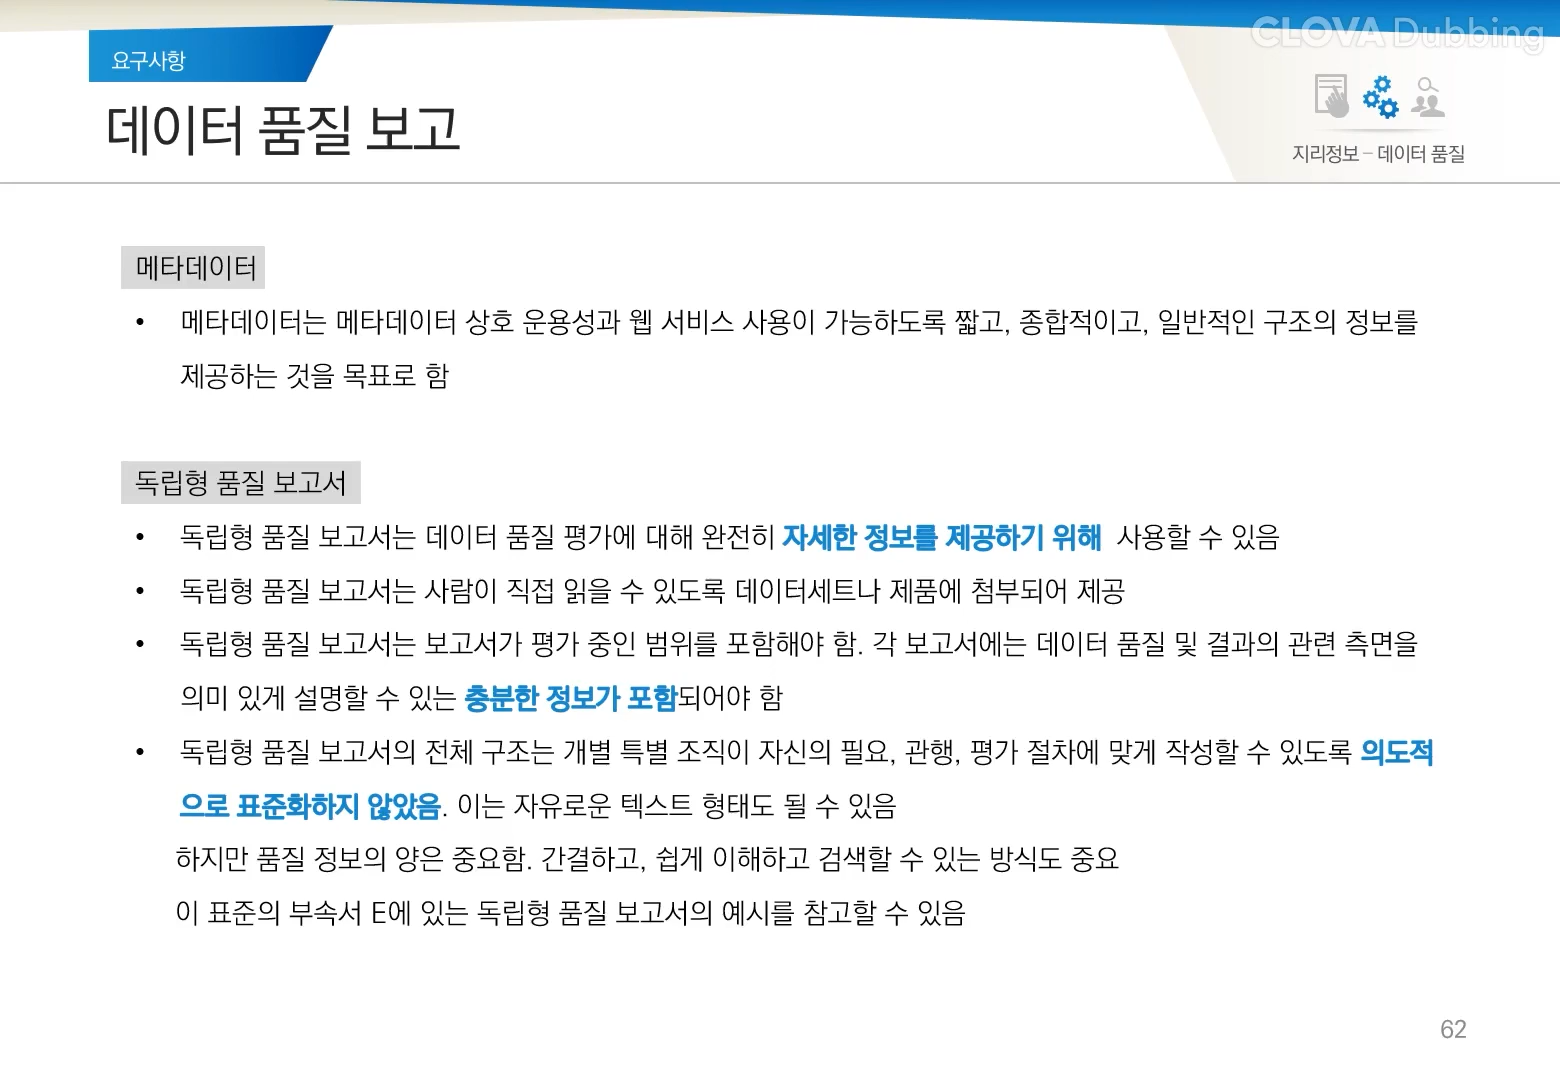 CLOVA Dubbing
요구사항
데이터 품질 보고
지리정보 – 데이터 품질
메타데이터
• 메타데이터는 메타데이터 상호 운용성과 웹 서비스 사용이 가능하도록 짧고, 종합적이고, 일반적인 구조의 정보를
제공하는 것을 목표로 함
독립형 품질 보고서
• 독립형 품질 보고서는 데이터 품질 평가에 대해 완전히 자세한 정보를 제공하기 위해 사용할 수 있음
• 독립형 품질 보고서는 사람이 직접 읽을 수 있도록 데이터세트나 제품에 첨부되어 제공
• 독립형 품질 보고서는 보고서가 평가 중인 범위를 포함해야 함. 각 보고서에는 데이터 품질 및 결과의 관련 측면을
의미 있게 설명할 수 있는 충분한 정보가 포함되어야 함
• 독립형 품질 보고서의 전체 구조는 개별 특별 조직이 자신의 필요, 관행, 평가 절차에 맞게 작성할 수 있도록 의도적
으로 표준화하지 않았음. 이는 자유로운 텍스트 형태도 될 수 있음
하지만 품질 정보의 양은 중요함. 간결하고, 쉽게 이해하고 검색할 수 있는 방식도 중요
이 표준의 부속서 E에 있는 독립형 품질 보고서의 예시를 참고할 수 있음
62